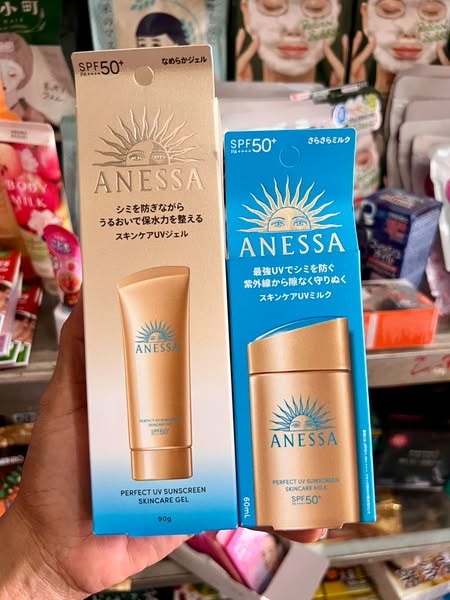 SPF50+
PA++++
なめらかジェル
ANESSA
シミを防ぎながら
うるおいで保水力を整える
スキンケアUVジェル
ANESSA
PERFECT UV SUNSCREEN
SPF50+
PERFECT UV SUNSCREEN
SKINCARE GEL
90g
SPF50+
PA++++
さらさらミルク
ANESSA
最強UVでシミを防ぐ
紫外線から隙なく守りぬく
スキンケアUVミルク
ANESSA
PERFECT UV SUNSCREEN
SKINCARE MILK
SPF50+
60mL
小町
BODY
MILK